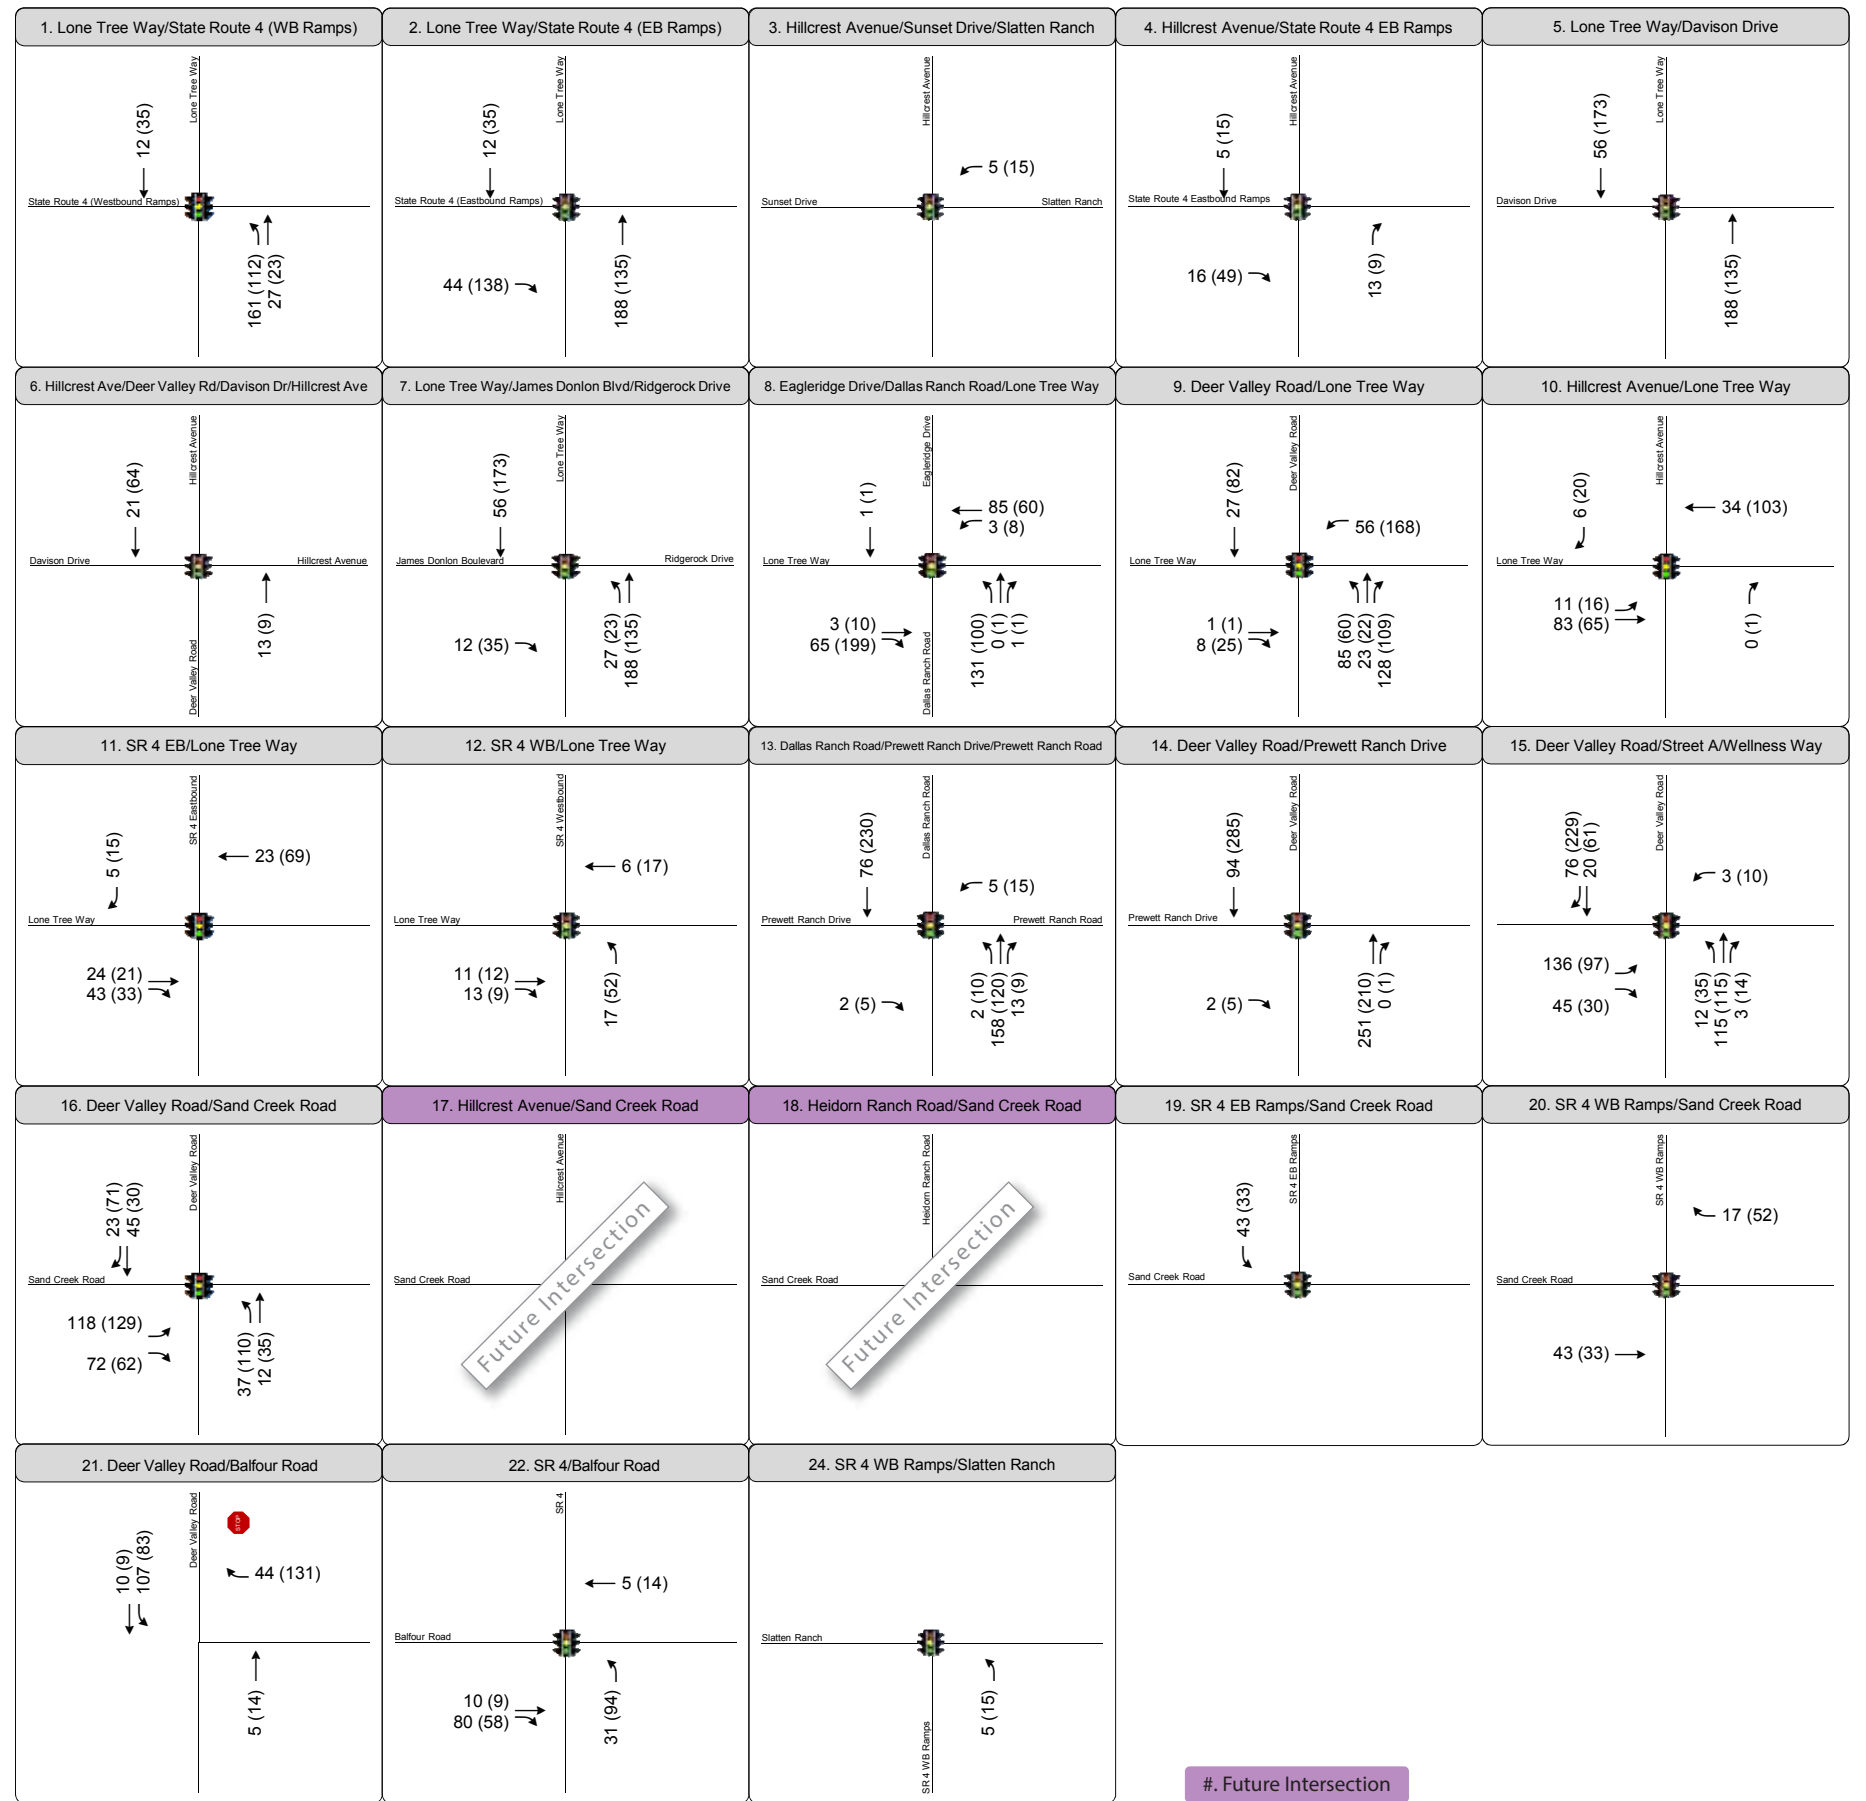 1. Lone Tree Way/State Route 4 (WB Ramps)
Lone Tree Way
12 (35)
State Route 4 (Westbound Ramps)
161 (112)
27 (23)
2. Lone Tree Way/State Route 4 (EB Ramps)
Lone Tree Way
12 (35)
State Route 4 (Eastbound Ramps)
44 (138)
188 (135)
3. Hillcrest Avenue/Sunset Drive/Slatten Ranch
Hillcrest Avenue
5 (15)
Sunset Drive
Slatten Ranch
4. Hillcrest Avenue/State Route 4 EB Ramps
Hillcrest Avenue
5 (15)
State Route 4 Eastbound Ramps
16 (49)
13 (9)
5. Lone Tree Way/Davison Drive
Lone Tree Way
56 (173)
Davison Drive
188 (135)
6. Hillcrest Ave/Deer Valley Rd/Davison Dr/Hillcrest Ave
Hillcrest Avenue
21 (64)
Davison Drive
Hillcrest Avenue
13 (9)
Deer Valley Road
7. Lone Tree Way/James Donlon Blvd/Ridgerock Drive
Lone Tree Way
56 (173)
James Donlon Boulevard
Ridgerock Drive
12 (35)
27 (23)
188 (135)
8. Eagleridge Drive/Dallas Ranch Road/Lone Tree Way
Eagleridge Drive
1 (1)
85 (60)
3 (8)
Lone Tree Way
3 (10)
65 (199)
Dallas Ranch Road
131 (100)
0 (1)
1 (1)
9. Deer Valley Road/Lone Tree Way
Deer Valley Road
27 (82)
56 (168)
Lone Tree Way
1 (1)
8 (25)
85 (60)
23 (22)
128 (109)
10. Hillcrest Avenue/Lone Tree Way
Hillcrest Avenue
6 (20)
34 (103)
Lone Tree Way
11 (16)
83 (65)
0 (1)
11. SR 4 EB/Lone Tree Way
SR 4 Eastbound
5 (15)
23 (69)
Lone Tree Way
24 (21)
43 (33)
12. SR 4 WB/Lone Tree Way
SR 4 Westbound
6 (17)
Lone Tree Way
11 (12)
13 (9)
17 (52)
13. Dallas Ranch Road/Prewett Ranch Drive/Prewett Ranch Road
Dallas Ranch Road
76 (230)
5 (15)
Prewett Ranch Drive
Prewett Ranch Road
2 (5)
2 (10)
158 (120)
13 (9)
14. Deer Valley Road/Prewett Ranch Drive
Deer Valley Road
94 (285)
Prewett Ranch Drive
2 (5)
251 (210)
0 (1)
15. Deer Valley Road/Street A/Wellness Way
Deer Valley Road
76 (229)
20 (61)
3 (10)
136 (97)
45 (30)
12 (35)
115 (115)
3 (14)
16. Deer Valley Road/Sand Creek Road
Deer Valley Road
23 (71)
45 (30)
Sand Creek Road
118 (129)
72 (62)
37 (110)
12 (35)
17. Hillcrest Avenue/Sand Creek Road
Hillcrest Avenue
Sand Creek Road
Future Intersection
18. Heidorn Ranch Road/Sand Creek Road
Heidorn Ranch Road
Sand Creek Road
Future Intersection
19. SR 4 EB Ramps/Sand Creek Road
SR 4 EB Ramps
43 (33)
Sand Creek Road
20. SR 4 WB Ramps/Sand Creek Road
SR 4 WB Ramps
17 (52)
Sand Creek Road
43 (33)
21. Deer Valley Road/Balfour Road
Deer Valley Road
STOP
10 (9)
107 (83)
44 (131)
5 (14)
22. SR 4/Balfour Road
SR 4
5 (14)
Balfour Road
10 (9)
80 (58)
31 (94)
24. SR 4 WB Ramps/Slatten Ranch
Slatten Ranch
5 (15)
SR 4 WB Ramps
#. Future Intersection